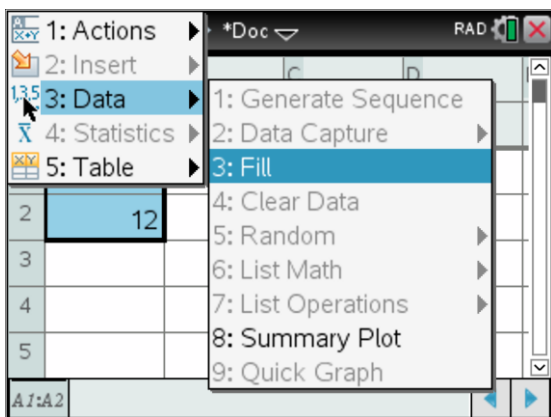 *Doc
RAD
1: Actions
2: Insert
3: Data
4: Statistics
5: Table
C
D
1: Generate Sequence
2: Data Capture
3: Fill
4: Clear Data
5: Random
6: List Math
7: List Operations
8: Summary Plot
9: Quick Graph
2
12
3
4
5
A1:A2